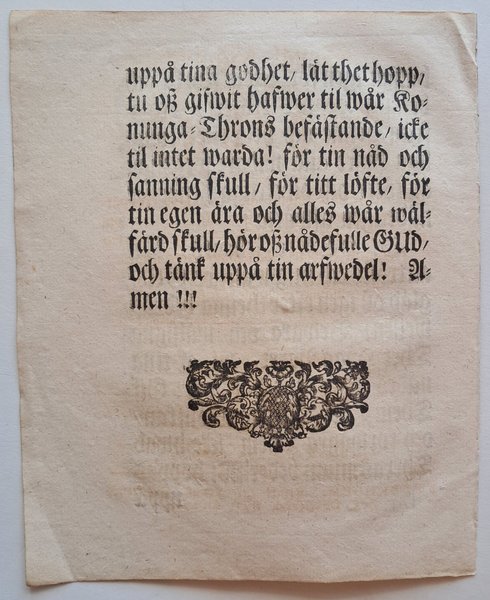 uppå tina godhet/ lät thet hopp/
tu oß gifwit hafwer til wår Ko-
nunga-Throns befästande/ icke
til intet warda! för tin nåd och
sanning skull/ för titt löfte/ för
tin egen ära och alles wår wäl-
färd skull/ hör oß nådefulle GUd/
och tänk uppå tin arfwedel! A-
men !!!